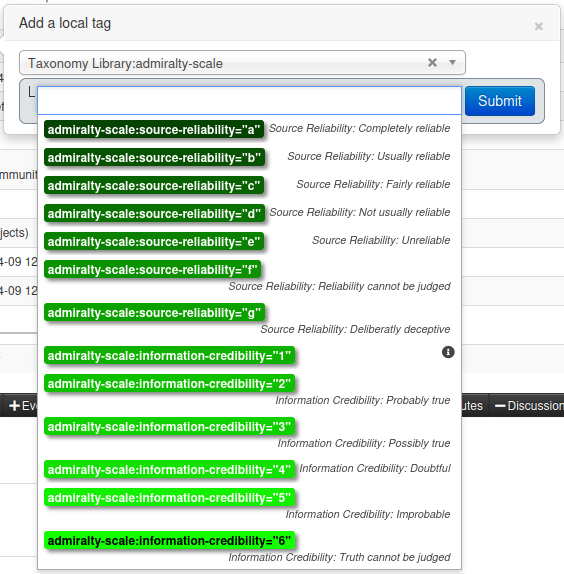 Add a local tag
×
Taxonomy Library:admiralty-scale
L
Submit
admiralty-scale:source-reliability="a" Source Reliability: Completely reliable
admiralty-scale:source-reliability="b" Source Reliability: Usually reliable
admiralty-scale:source-reliability="c" Source Reliability: Fairly reliable
admiralty-scale:source-reliability="d" Source Reliability: Not usually reliable
admiralty-scale:source-reliability="e" Source Reliability: Unreliable
admiralty-scale:source-reliability="f"
Source Reliability: Reliability cannot be judged
admiralty-scale:source-reliability="g"
Source Reliability: Deliberatly deceptive
admiralty-scale:information-credibility="1"
admiralty-scale:information-credibility="2"
Information Credibility: Probably true
admiralty-scale:information-credibility="3"
Information Credibility: Possibly true
admiralty-scale:information-credibility="4" Information Credibility: Doubtful
admiralty-scale:information-credibility="5"
Information Credibility: Improbable
admiralty-scale:information-credibility="6"
Information Credibility: Truth cannot be judged
mmunit
jects)
4-09 12
4-09 12
+Eve
utes
−Discussion